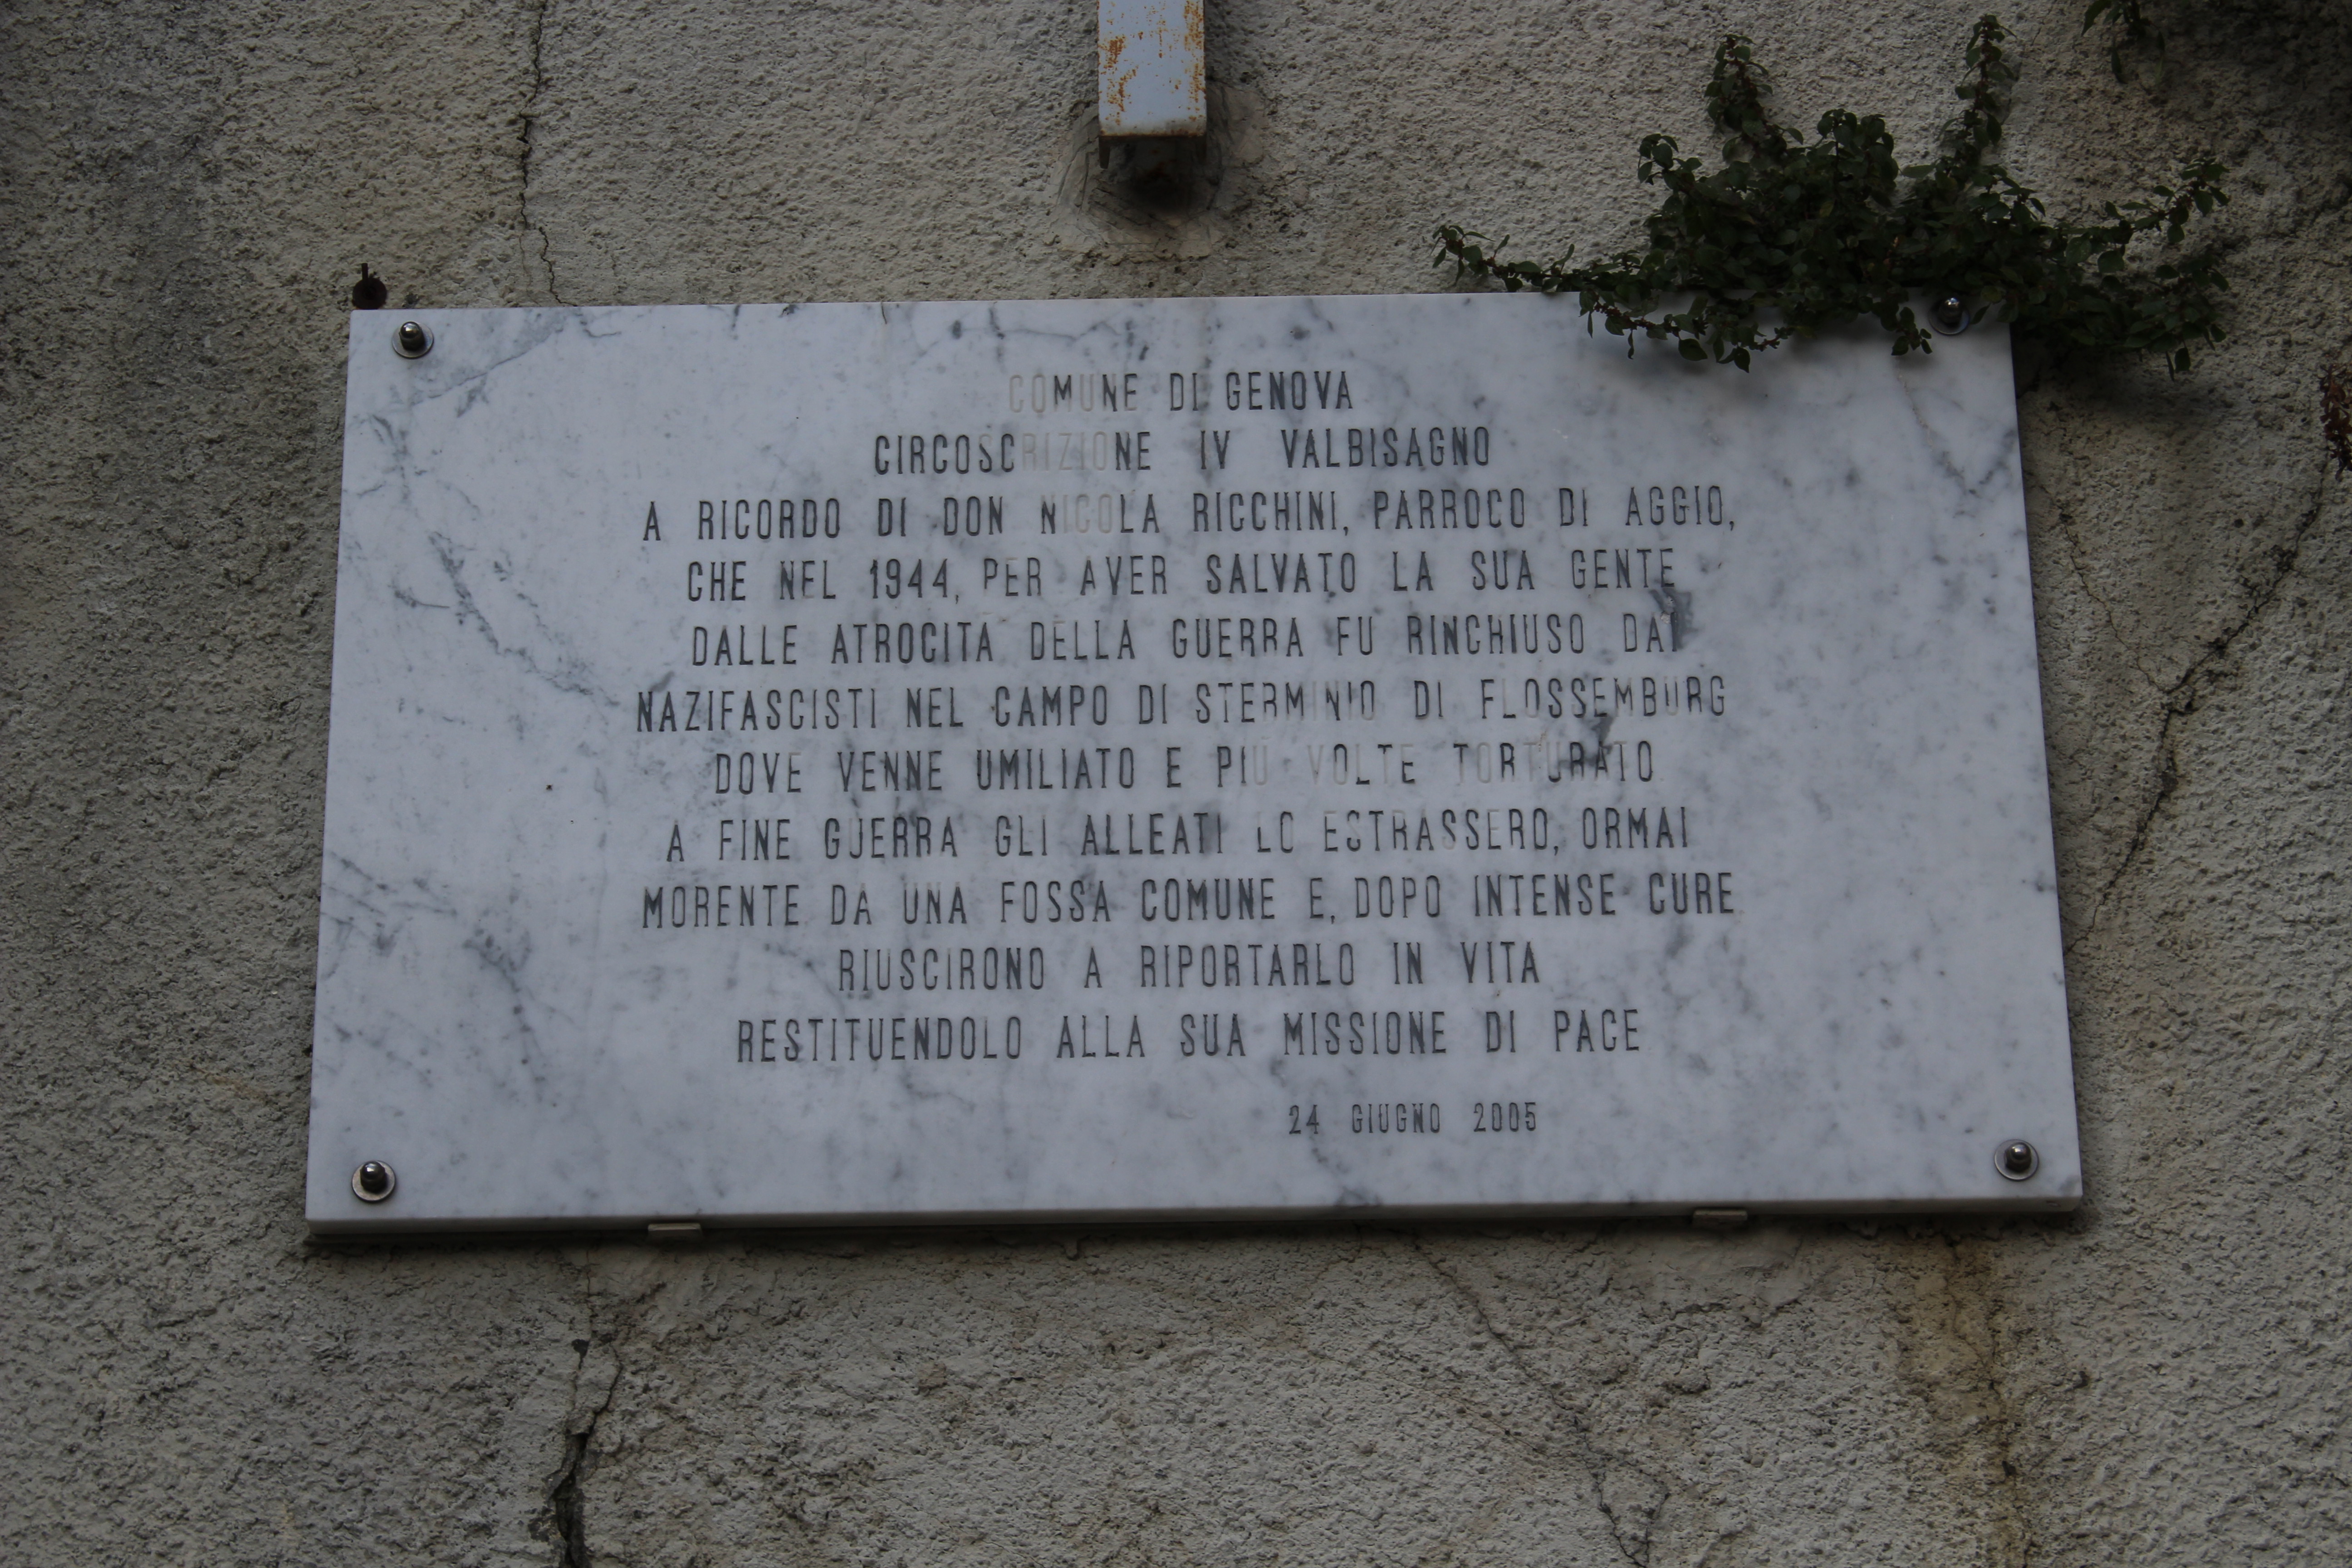 COMUNE DI GENOVA
CIRCOSCRIZIONE IV VALBISAGNO
A RICORDO DI DON NICOLA RICCHINI, PARROCO DI AGGIO,
CHE NEL 1944, PER AVER SALVATO LA SUA GENTE
DALLE ATROCITA DELLA GUERRA FU RINCHIUSO DAI
NAZIFASCISTI NEL CAMPO DI STERMINIO DI FLOSSEMBURG
DOVE VENNE UMILIATO E PIÙ VOLTE TORTURATO.
A FINE GUERRA GLI ALLEATI LO ESTRASSERO, ORMAI
MORENTE DA UNA FOSSA COMUNE E, DOPO INTENSE CURE
RIUSCIRONO A RIPORTARLO IN VITA
RESTITUENDOLO ALLA SUA MISSIONE DI PACE
24 GIUGNO 2005